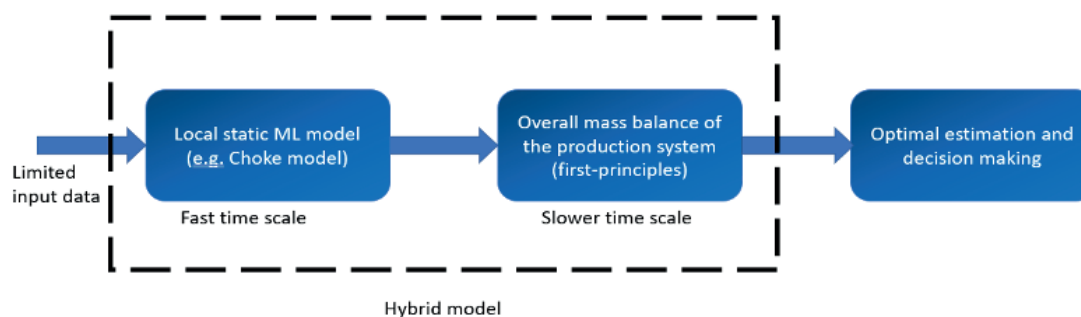 Limited
input data
Local static ML model
(e.g. Choke model)
Fast time scale
Overall mass balance of
the production system
(first-principles)
Slower time scale
Optimal estimation and
decision making
Hybrid model